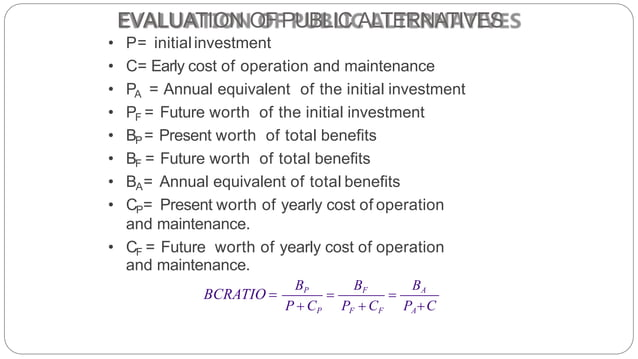 EVALUATION OF PUBLIC ALTERNATIVES
• P= initial investment
• C= Early cost of operation and maintenance
• PA = Annual equivalent of the initial investment
• PF = Future worth of the initial investment
• BP = Present worth of total benefits
• BF = Future worth of total benefits
• BA= Annual equivalent of total benefits
• CP= Present worth of yearly cost of operation
and maintenance.
• CF = Future worth of yearly cost of operation
and maintenance.
BCRATIO = BP / (P + CP) = BF / (PF + CF) = BA / (PA + C)